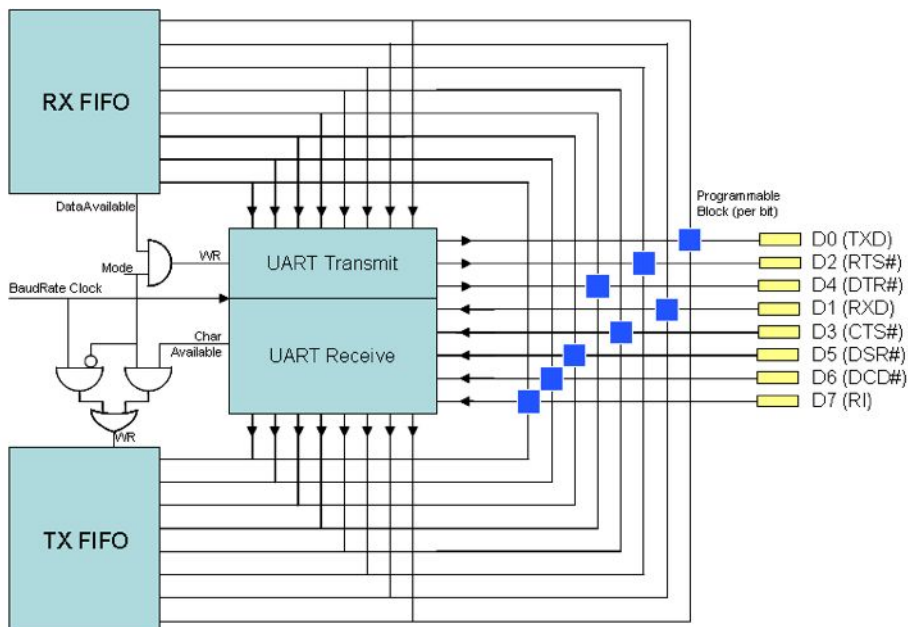 RX FIFO
DataAvailable
Programmable
Block (per bit)
Mode
WR
UART Transmit
D0 (TXD)
D2 (RTS#)
D4 (DTR#)
BaudRate Clock
D1 (RXD)
Char
Available
UART Receive
D3 (CTS#)
D5 (DSR#)
D6 (DCD#)
D7 (RI)
WR
TX FIFO